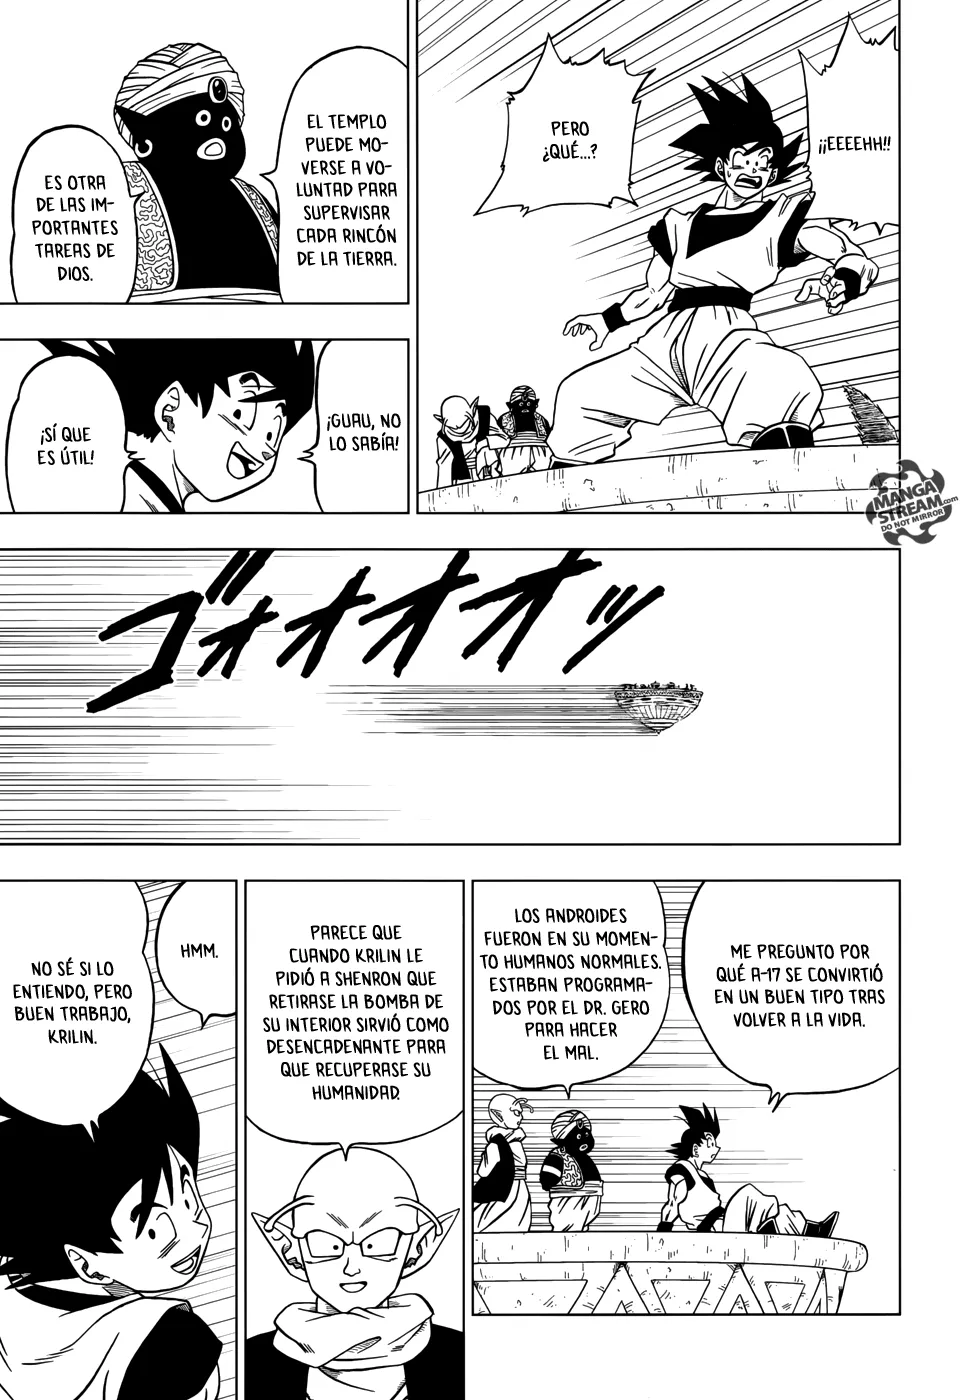 ¡¡EEEEHH!!
PERO
¿QUÉ...?
EL TEMPLO
PUEDE MO-
VERSE A VO-
LUNTAD PARA
SUPERVISAR
CADA RINCÓN
DE LA TIERRA.
ES OTRA
DE LAS IM-
PORTANTES
TAREAS DE
DIOS.
¡GUAU, NO
LO SABÍA!
¡SÍ QUE
ES ÚTIL!
MANGA
STREAM.com
DO NOT MIRROR
ゴオオオオッ
ME PREGUNTO POR
QUÉ A-17 SE CONVIRTIÓ
EN UN BUEN TIPO TRAS
VOLVER A LA VIDA.
LOS ANDROIDES
FUERON EN SU MOMEN-
TO HUMANOS NORMALES.
ESTABAN PROGRAMA-
DOS POR EL DR. GERO
PARA HACER
EL MAL.
PARECE QUE
CUANDO KRILIN LE
PIDIÓ A SHENRON QUE
RETIRASE LA BOMBA DE
SU INTERIOR SIRVIÓ COMO
DESENCADENANTE PARA
QUE RECUPERASE SU
HUMANIDAD.
HMM.
NO SÉ SI LO
ENTIENDO, PERO
BUEN TRABAJO,
KRILIN.